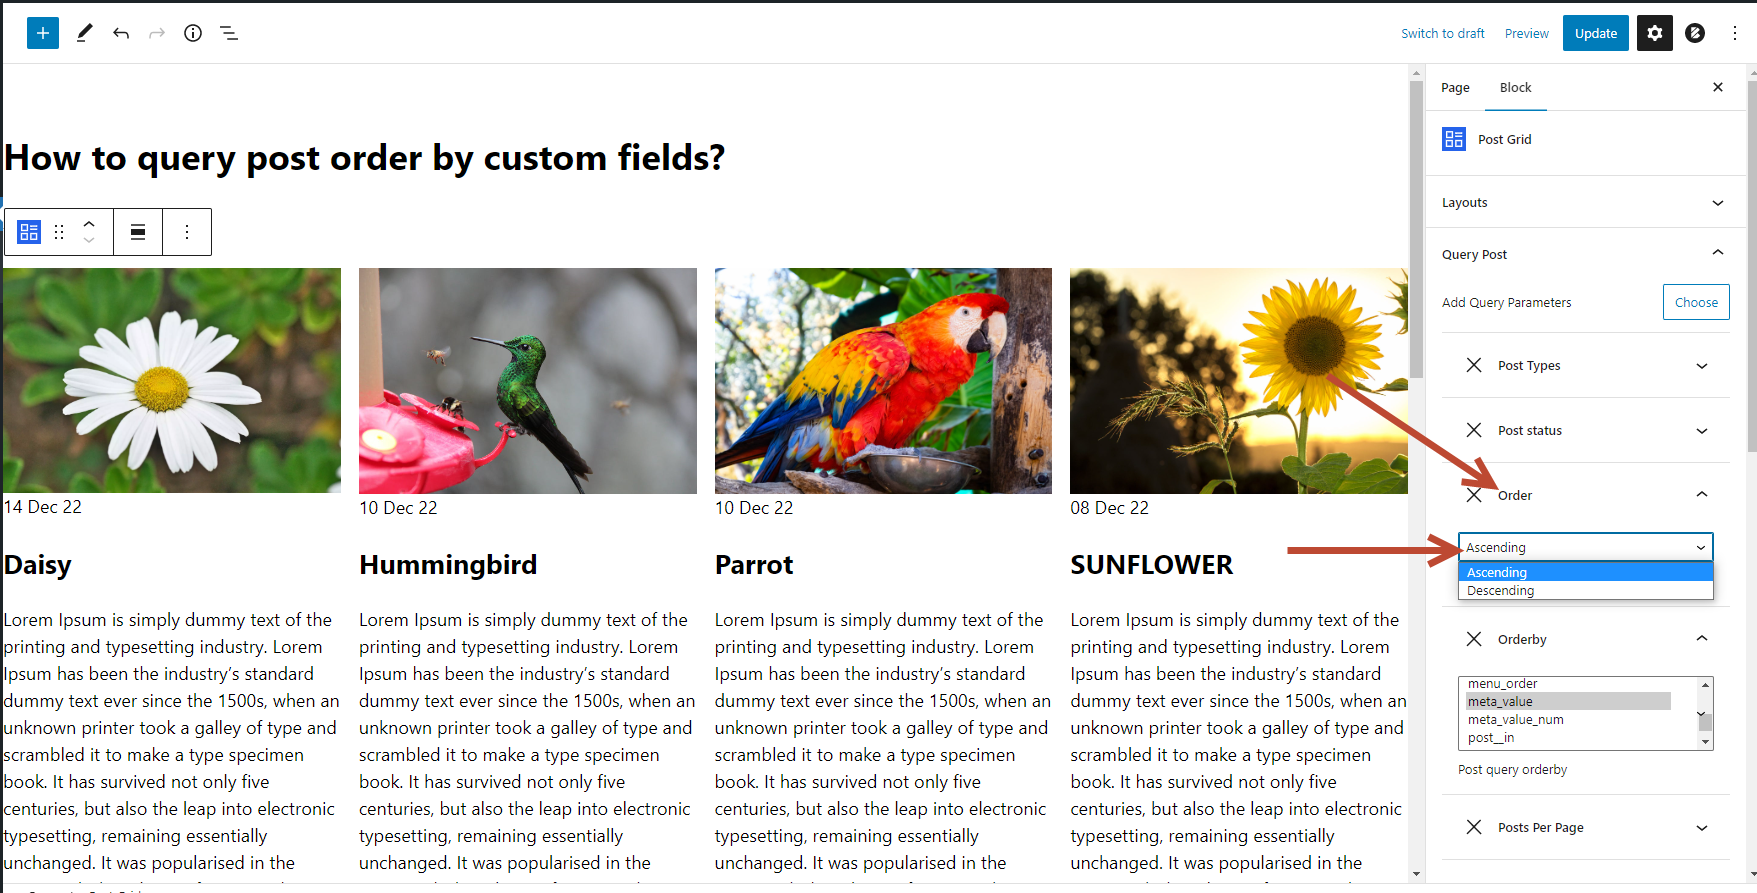 Switch to draft
Preview
Update
Page
Block
Post Grid
Layouts
Query Post
Add Query Parameters
Choose
Post Types
Post status
Order
Ascending
Ascending
Descending
Orderby
menu_order
meta_value
meta_value_num
post__in
Post query orderby
Posts Per Page
How to query post order by custom fields?
14 Dec 22
Daisy
Lorem Ipsum is simply dummy text of the
printing and typesetting industry. Lorem
Ipsum has been the industry’s standard
dummy text ever since the 1500s, when an
unknown printer took a galley of type and
scrambled it to make a type specimen
book. It has survived not only five
centuries, but also the leap into electronic
typesetting, remaining essentially
unchanged. It was popularised in the
10 Dec 22
Hummingbird
Lorem Ipsum is simply dummy text of the
printing and typesetting industry. Lorem
Ipsum has been the industry’s standard
dummy text ever since the 1500s, when an
unknown printer took a galley of type and
scrambled it to make a type specimen
book. It has survived not only five
centuries, but also the leap into electronic
typesetting, remaining essentially
unchanged. It was popularised in the
10 Dec 22
Parrot
Lorem Ipsum is simply dummy text of the
printing and typesetting industry. Lorem
Ipsum has been the industry’s standard
dummy text ever since the 1500s, when an
unknown printer took a galley of type and
scrambled it to make a type specimen
book. It has survived not only five
centuries, but also the leap into electronic
typesetting, remaining essentially
unchanged. It was popularised in the
08 Dec 22
SUNFLOWER
Lorem Ipsum is simply dummy text of the
printing and typesetting industry. Lorem
Ipsum has been the industry’s standard
dummy text ever since the 1500s, when an
unknown printer took a galley of type and
scrambled it to make a type specimen
book. It has survived not only five
centuries, but also the leap into electronic
typesetting, remaining essentially
unchanged. It was popularised in the